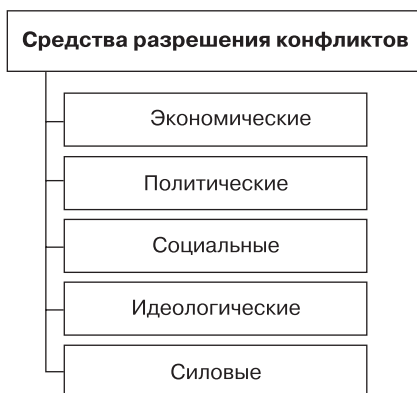 Средства разрешения конфликтов
Экономические
Политические
Социальные
Идеологические
Силовые